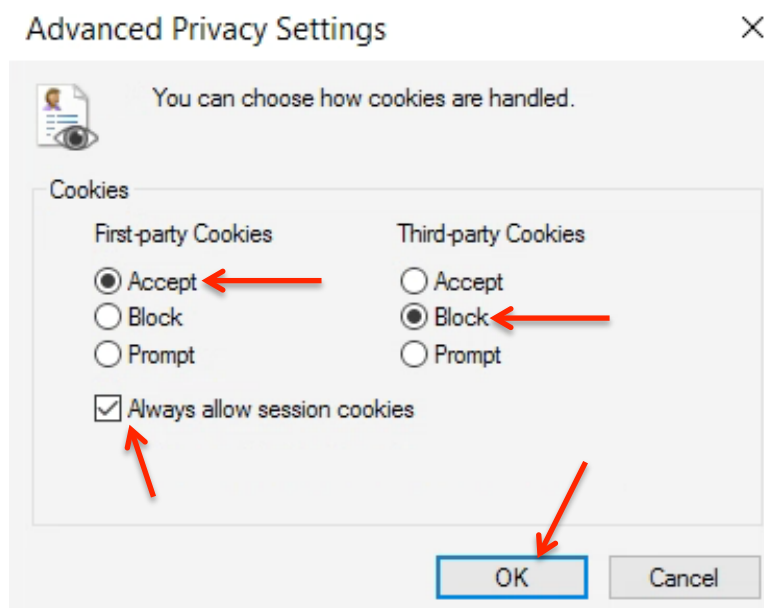 Advanced Privacy Settings
You can choose how cookies are handled.
Cookies
First-party Cookies
Third-party Cookies
Accept
Accept
Block
Block
Prompt
Prompt
Always allow session cookies
OK
Cancel